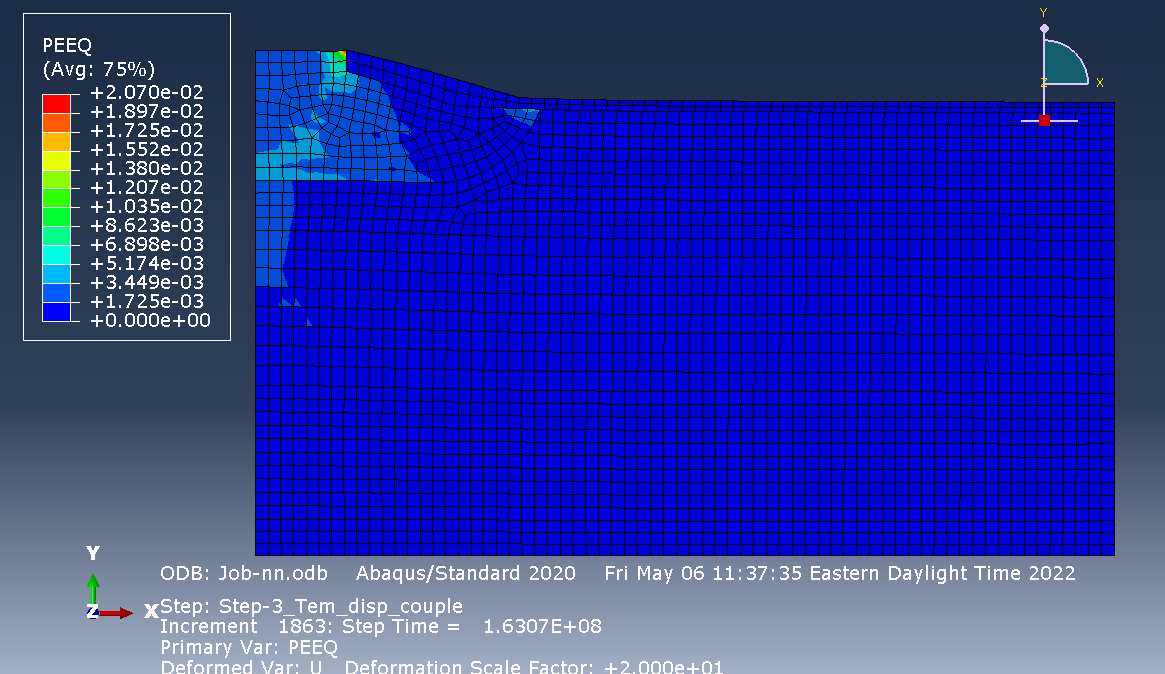 PEEQ
(Avg: 75%)
+2.070e-02
+1.897e-02
+1.725e-02
+1.552e-02
+1.380e-02
+1.207e-02
+1.035e-02
+8.623e-03
+6.898e-03
+5.174e-03
+3.449e-03
+1.725e-03
+0.000e+00
Y
X
Z
Y
X
Z
ODB: Job-nn.odb Abaqus/Standard 2020 Fri May 06 11:37:35 Eastern Daylight Time 2022
Step: Step-3_Tem_disp_couple
Increment 1863: Step Time = 1.6307E+08
Primary Var: PEEQ
Deformed Var: U Deformation Scale Factor: +2.000e+01